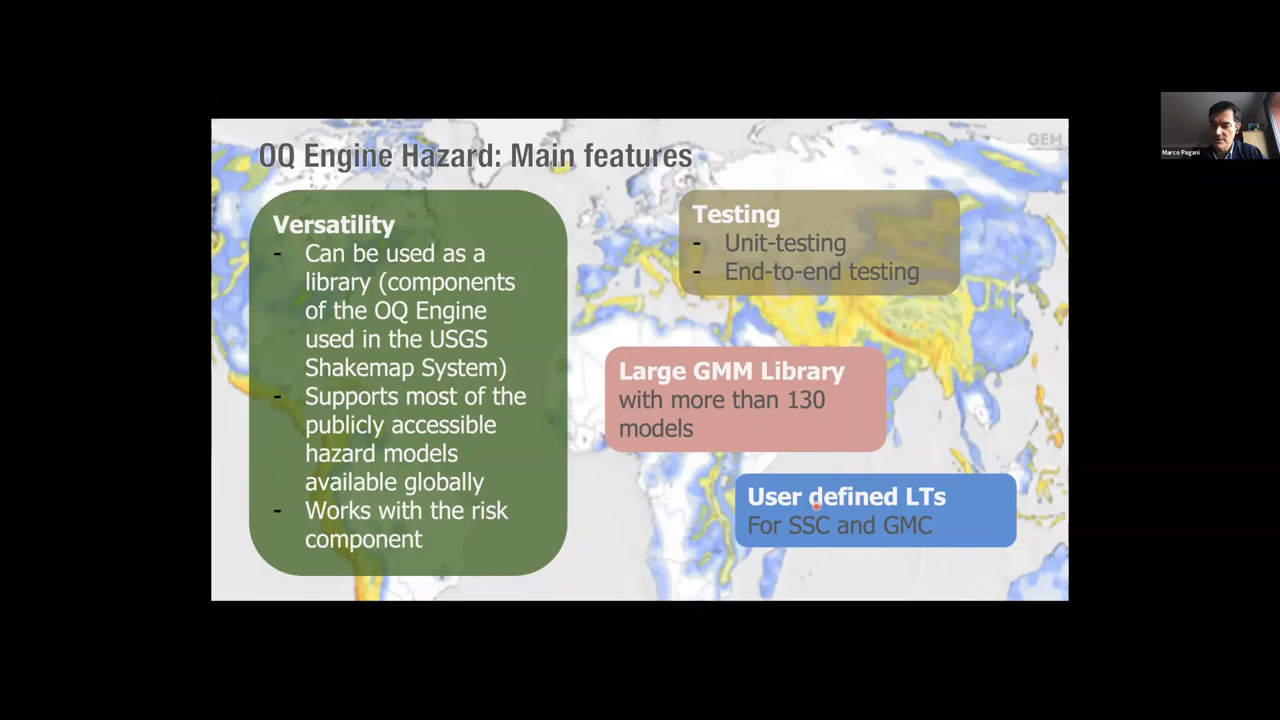 OQ Engine Hazard: Main features
GEM
Versatility
- Can be used as a
library (components
of the OQ Engine
used in the USGS
Shakemap System)
- Supports most of the
publicly accessible
hazard models
available globally
- Works with the risk
component
Testing
- Unit-testing
- End-to-end testing
Large GMM Library
with more than 130
models
User defined LTs
For SSC and GMC
Marco Pagani